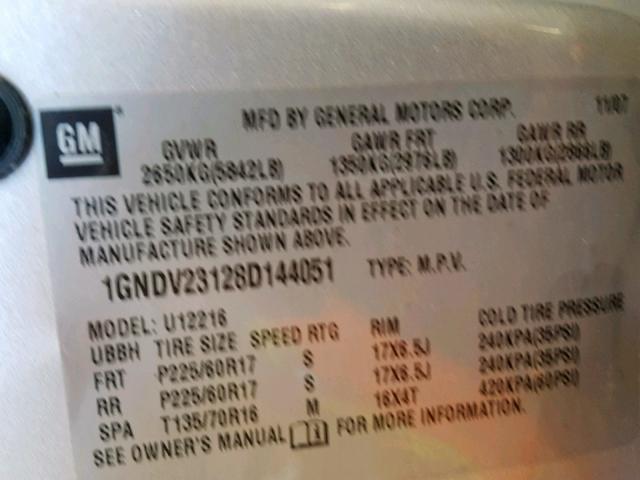 GM
MFD BY GENERAL MOTORS CORP. 11/07
GVWR GAWR FRT GAWR RR
2650KG(5842LB) 1350KG(2976LB) 1300KG(2866LB)
THIS VEHICLE CONFORMS TO ALL APPLICABLE U.S. FEDERAL MOTOR
VEHICLE SAFETY STANDARDS IN EFFECT ON THE DATE OF
MANUFACTURE SHOWN ABOVE.
1GNDV23128D144051 TYPE: M.P.V.
MODEL: U12216
UBBH TIRE SIZE SPEED RTG RIM COLD TIRE PRESSURE
FRT P225/60R17 S 17X6.5J 240KPA(35PSI)
RR P225/60R17 S 17X6.5J 240KPA(35PSI)
SPA T135/70R16 M 16X4T 420KPA(60PSI)
SEE OWNER'S MANUAL FOR MORE INFORMATION.